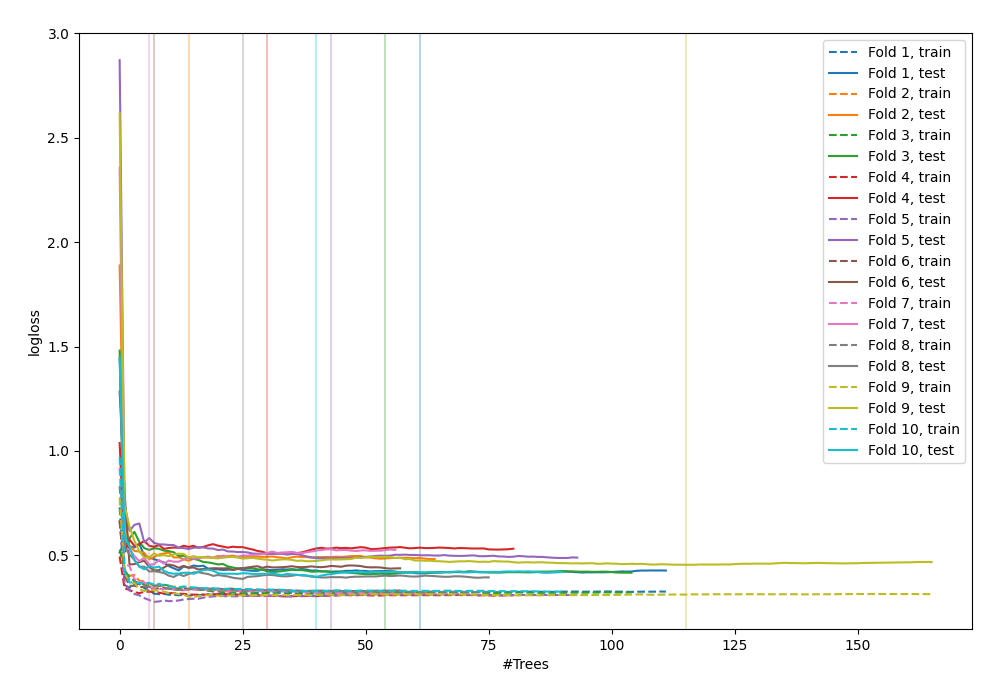 3.0
2.5
2.0
1.5
1.0
0.5
logloss
0
25
50
75
100
125
150
#Trees
Fold 1, train
Fold 1, test
Fold 2, train
Fold 2, test
Fold 3, train
Fold 3, test
Fold 4, train
Fold 4, test
Fold 5, train
Fold 5, test
Fold 6, train
Fold 6, test
Fold 7, train
Fold 7, test
Fold 8, train
Fold 8, test
Fold 9, train
Fold 9, test
Fold 10, train
Fold 10, test